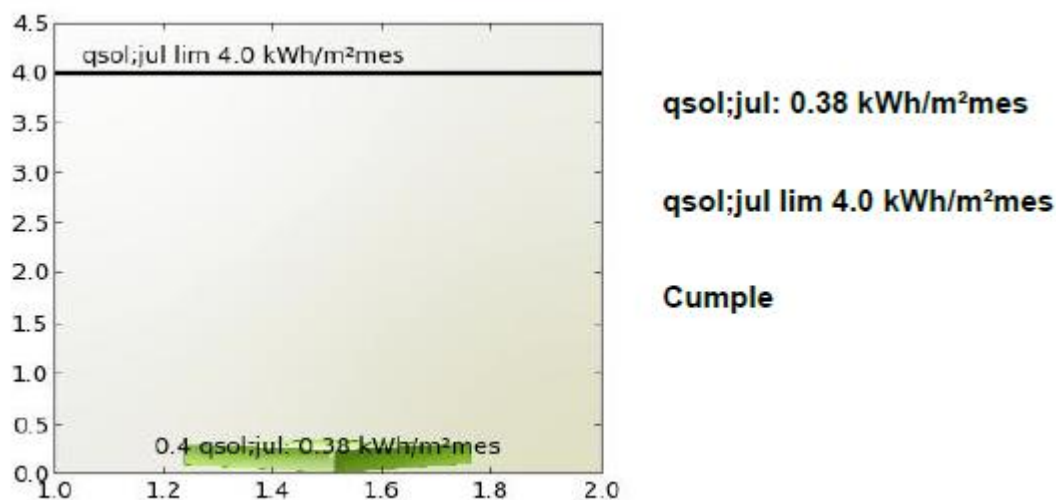 4.5
qsol;jul lim 4.0 kWh/m²mes
4.0
3.5
qsol;jul: 0.38 kWh/m²mes
3.0
qsol;jul lim 4.0 kWh/m²mes
2.5
2.0
Cumple
1.5
1.0
0.5
0.4 qsol;jul: 0.38 kWh/m²mes
0.0
1.0 1.2 1.4 1.6 1.8 2.0